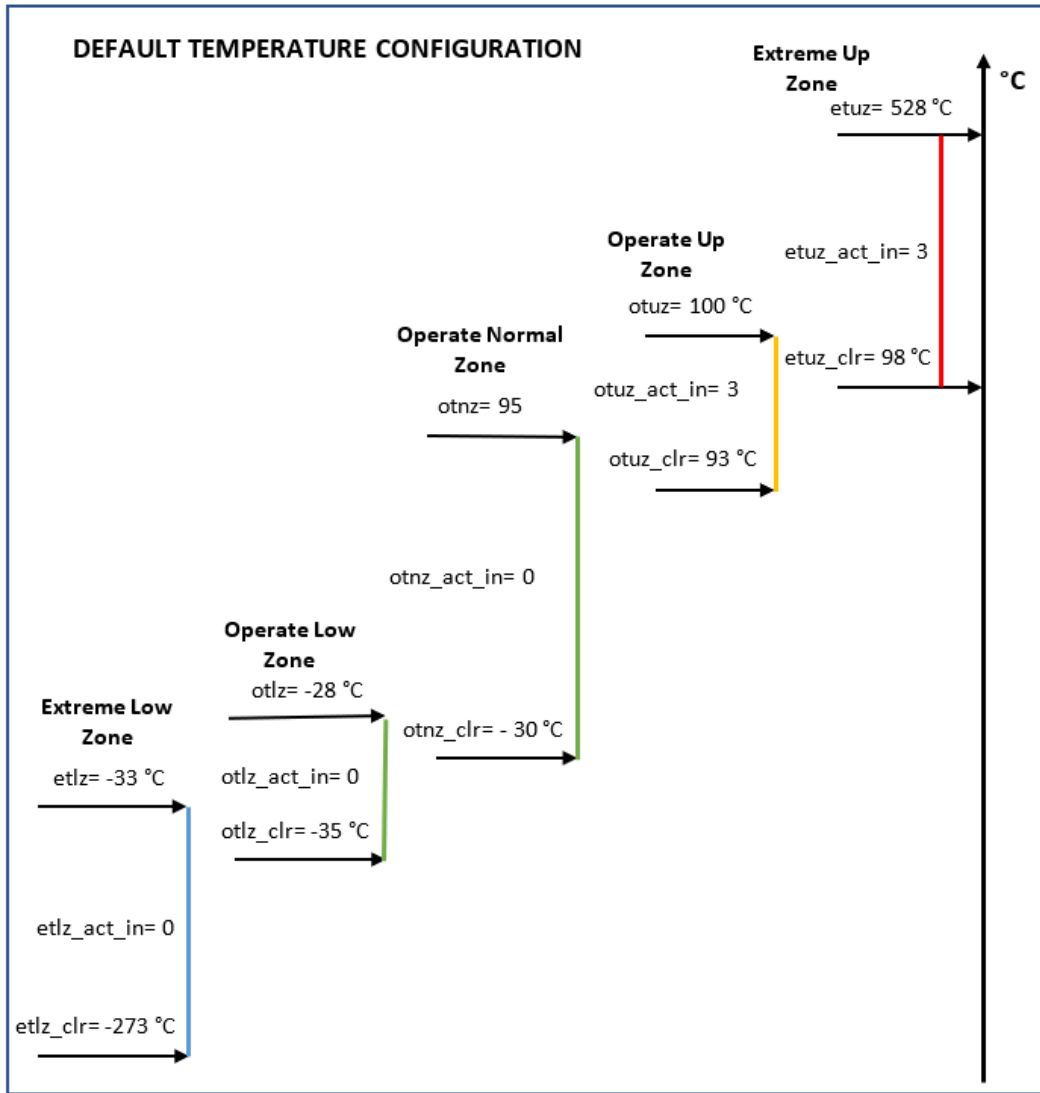 DEFAULT TEMPERATURE CONFIGURATION
Extreme Up
Zone
°C
etuz= 528 °C
etuz_act_in= 3
etuz_clr= 98 °C
Operate Up
Zone
otuz= 100 °C
otuz_act_in= 3
otuz_clr= 93 °C
Operate Normal
Zone
otnz= 95
otnz_act_in= 0
otnz_clr= - 30 °C
Operate Low
Zone
otlz= -28 °C
otlz_act_in= 0
otlz_clr= -35 °C
Extreme Low
Zone
etlz= -33 °C
etlz_act_in= 0
etlz_clr= -273 °C